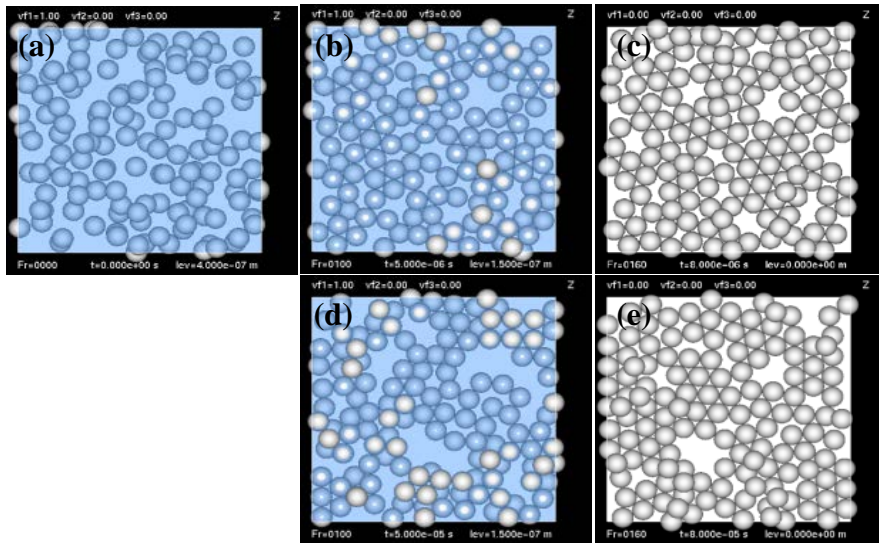 vf1=1.00 vf2=0.00 vf3=0.00 Z
(a)
Fr=0000 t=0.000e+00 s lev=4.000e-07 m
vf1=1.00 vf2=0.00 vf3=0.00 Z
(b)
Fr=0100 t=5.000e-06 s lev=1.500e-07 m
vf1=0.00 vf2=0.00 vf3=0.00 Z
(c)
Fr=0160 t=8.000e-06 s lev=0.000e+00 m
vf1=1.00 vf2=0.00 vf3=0.00 Z
(d)
Fr=0100 t=5.000e-05 s lev=1.500e-07 m
vf1=0.00 vf2=0.00 vf3=0.00 Z
(e)
Fr=0160 t=8.000e-05 s lev=0.000e+00 m